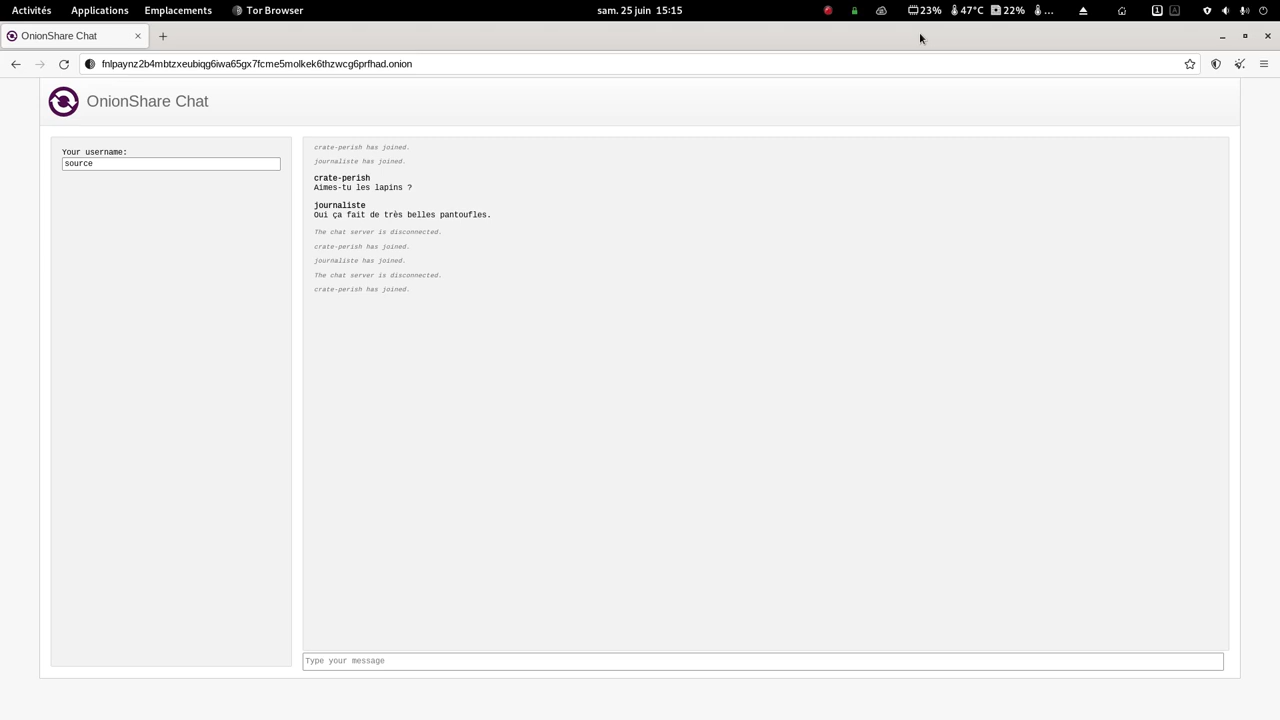 Activités Applications Emplacements Tor Browser sam. 25 juin 15:15 23% 47°C 22% ... 1 A
OnionShare Chat
fnlpaynz2b4mbtzxeubiqg6iwa65gx7fcme5molkek6thzwcg6prfhad.onion
OnionShare Chat
Your username:
source
crate-perish has joined.
journaliste has joined.
crate-perish
Aimes-tu les lapins ?
journaliste
Oui ça fait de très belles pantoufles.
The chat server is disconnected.
crate-perish has joined.
journaliste has joined.
The chat server is disconnected.
crate-perish has joined.
Type your message